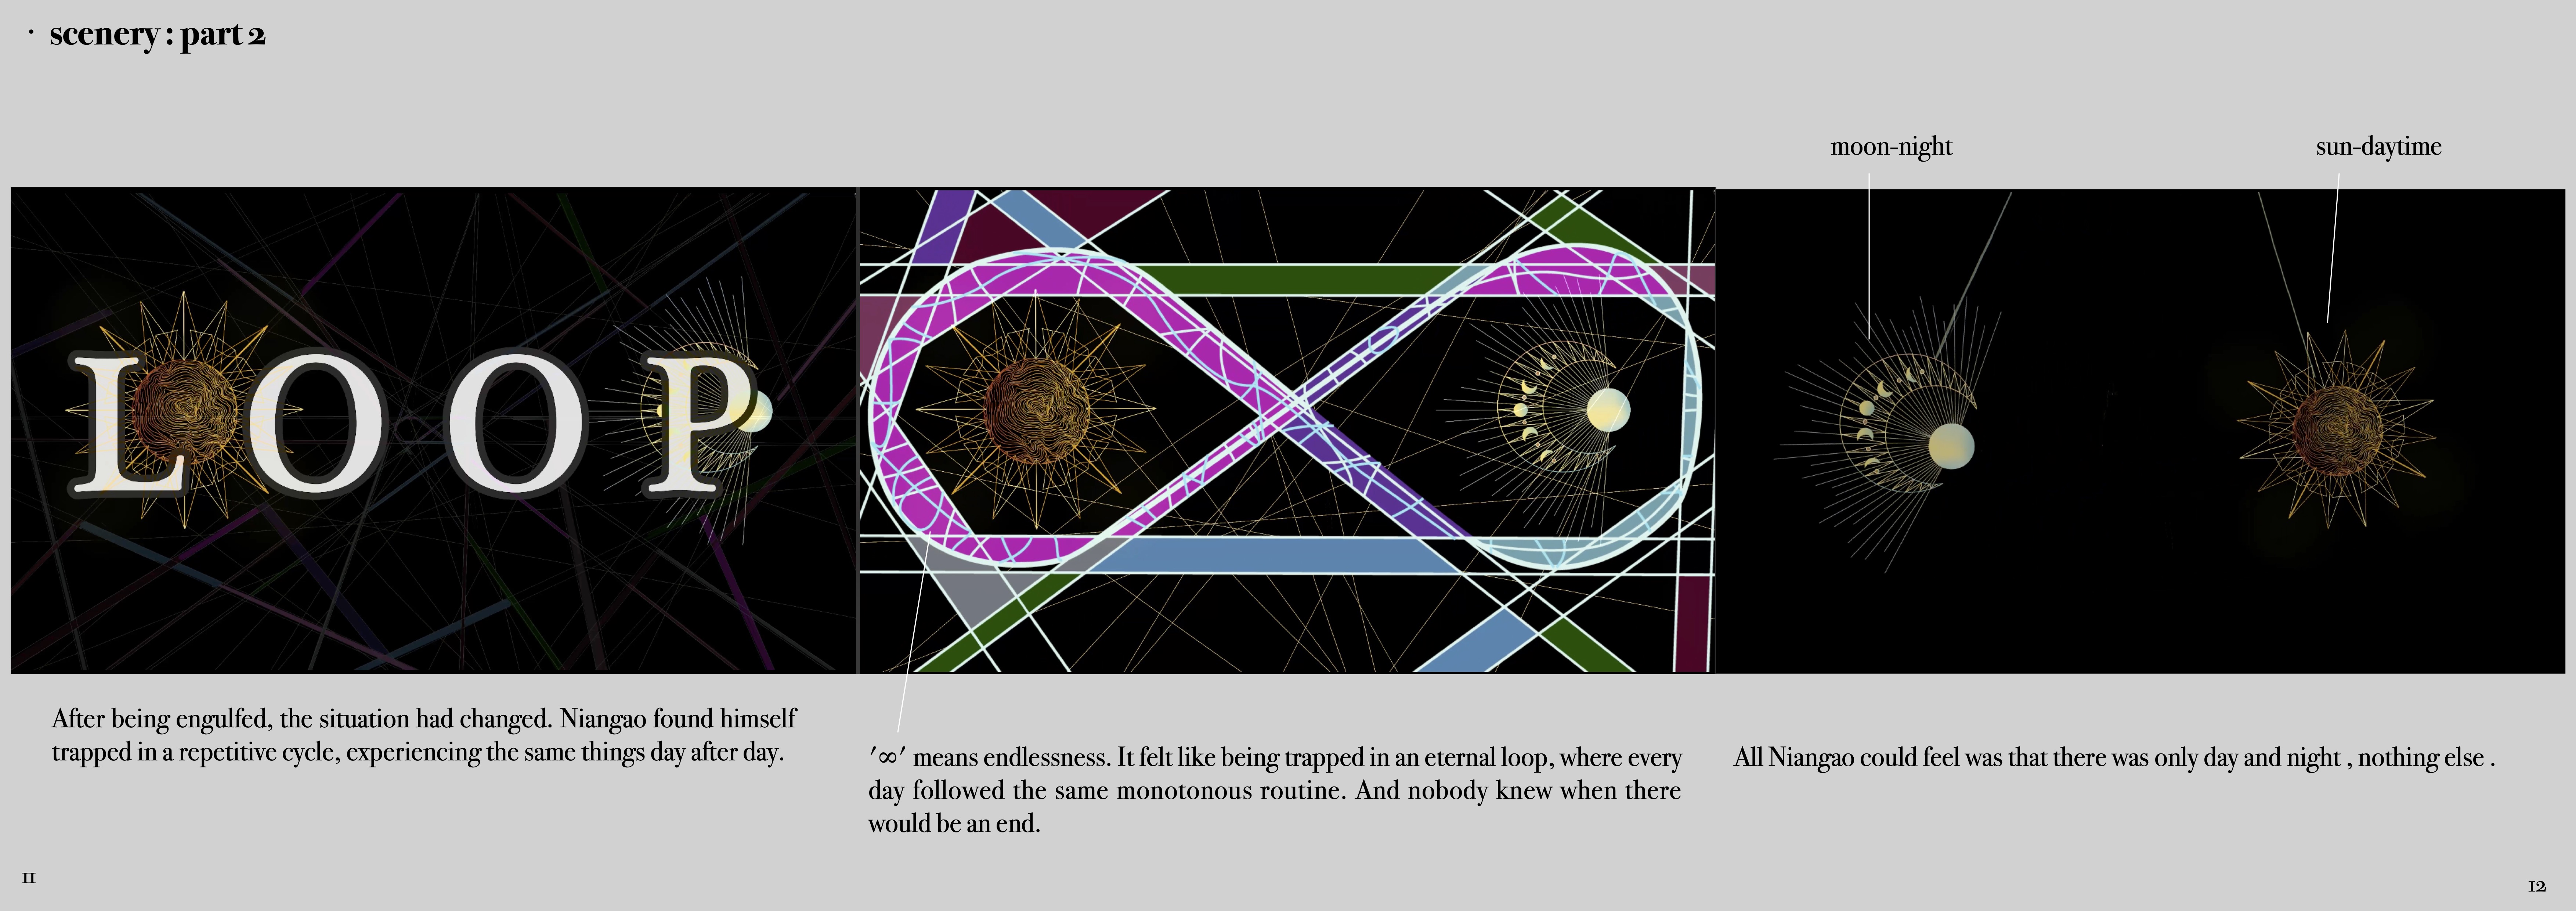 · scenery : part 2
moon-night
sun-daytime
LOOP
After being engulfed, the situation had changed. Niangao found himself
trapped in a repetitive cycle, experiencing the same things day after day.
'∞' means endlessness. It felt like being trapped in an eternal loop, where every
day followed the same monotonous routine. And nobody knew when there
would be an end.
All Niangao could feel was that there was only day and night , nothing else .
11
12